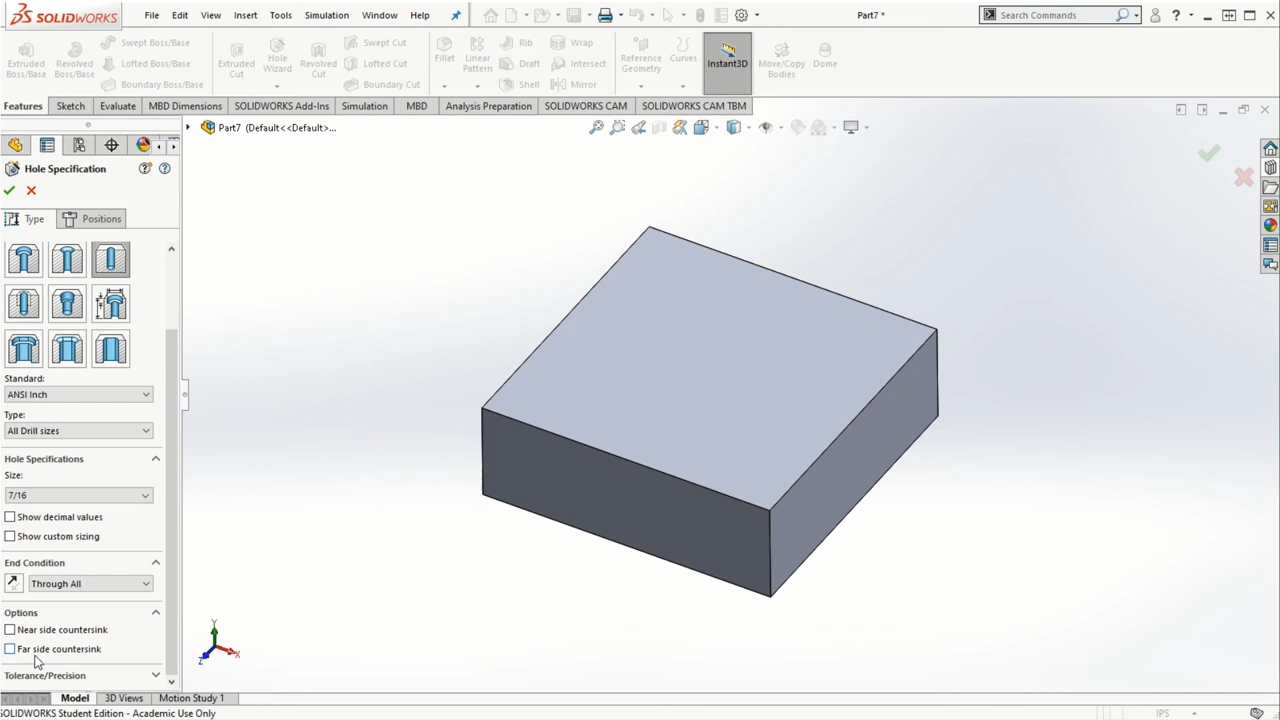 SOLIDWORKS File Edit View Insert Tools Simulation Window Help Part7 * Search Commands ?
Extruded Boss/Base Revolved Boss/Base Swept Boss/Base Lofted Boss/Base Boundary Boss/Base Extruded Cut Hole Wizard Revolved Cut Swept Cut Lofted Cut Boundary Cut Fillet Linear Pattern Rib Draft Shell Wrap Intersect Mirror Reference Geometry Curves Instant3D Move/Copy Bodies Dome
Features Sketch Evaluate MBD Dimensions SOLIDWORKS Add-Ins Simulation MBD Analysis Preparation SOLIDWORKS CAM SOLIDWORKS CAM TBM
Part7 (Default<<Default>...
Hole Specification
Type Positions
Standard:
ANSI Inch
Type:
All Drill sizes
Hole Specifications
Size:
7/16
Show decimal values
Show custom sizing
End Condition
Through All
Options
Near side countersink
Far side countersink
Tolerance/Precision
Y
Z X
Model 3D Views Motion Study 1
SOLIDWORKS Student Edition - Academic Use Only IPS